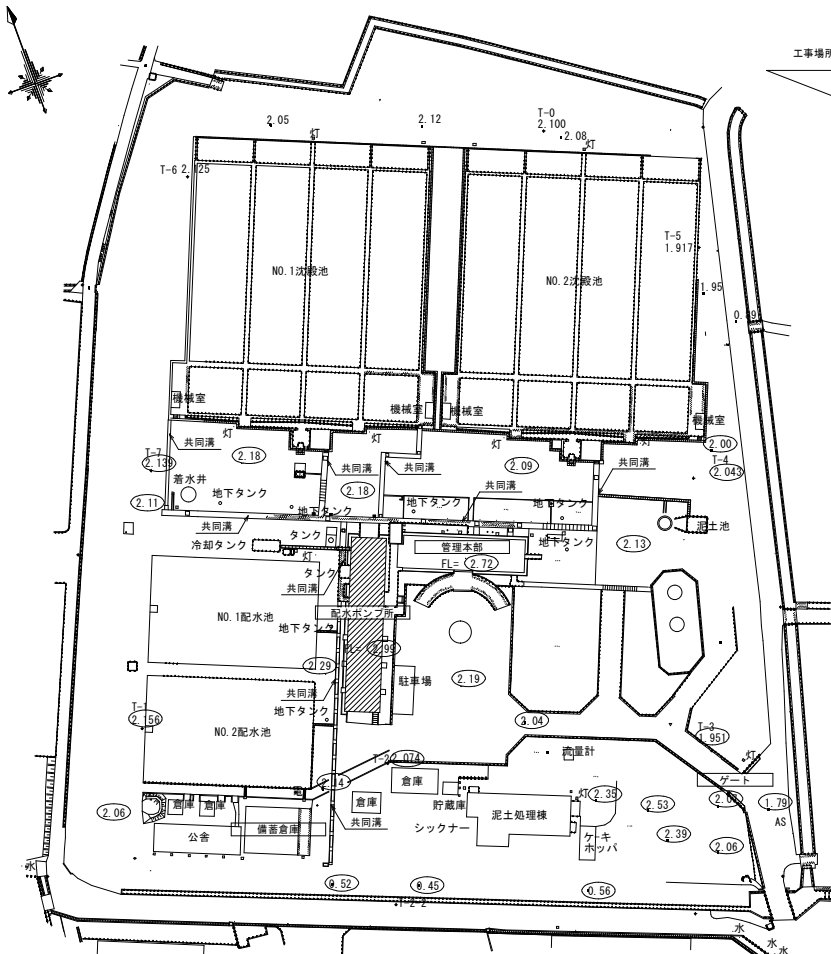 工事場所
T-0
2.100
2.05
2.12
2.08
灯
灯
T-6
T-5
1.917
NO.1沈殿池
NO.2沈殿池
1.95
機械室
機械室
機械室
機械室
灯
灯
灯
灯
共同溝
2.00
T-7
2.139
2.18
共同溝
共同溝
2.09
共同溝
T-4
2.043
着水井
2.18
共同溝
地下タンク
地下タンク
地下タンク
2.11
地下タンク
泥土池
共同溝
タンク
管理本部
地下タンク
2.13
冷却タンク
灯
タンク
FL=
2.72
共同溝
NO.1配水池
配水ポンプ所
地下タンク
FL=
2.99
2.29
駐車場
2.19
共同溝
地下タンク
T-1
2.156
2.04
NO.2配水池
T-3
1.951
T-2
2.074
流量計
灯
ゲート
倉庫
2.35
2.06
倉庫
倉庫
倉庫
貯蔵庫
灯
2.53
1.79
AS
公舎
備蓄倉庫
共同溝
シックナー
泥土処理棟
ケーキ
ホッパ
2.39
2.06
水
0.52
0.45
0.56
T-2-2
水
水
水